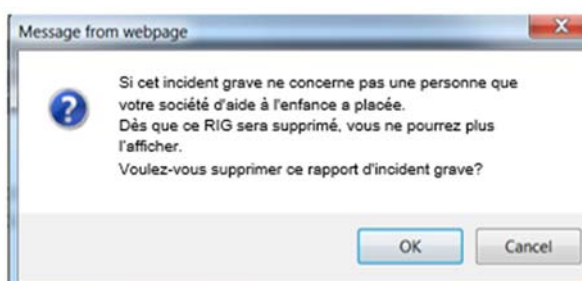 Message from webpage
Si cet incident grave ne concerne pas une personne que
votre société d'aide à l'enfance a placée.
Dès que ce RIG sera supprimé, vous ne pourrez plus
l'afficher.
Voulez-vous supprimer ce rapport d'incident grave?
OK
Cancel